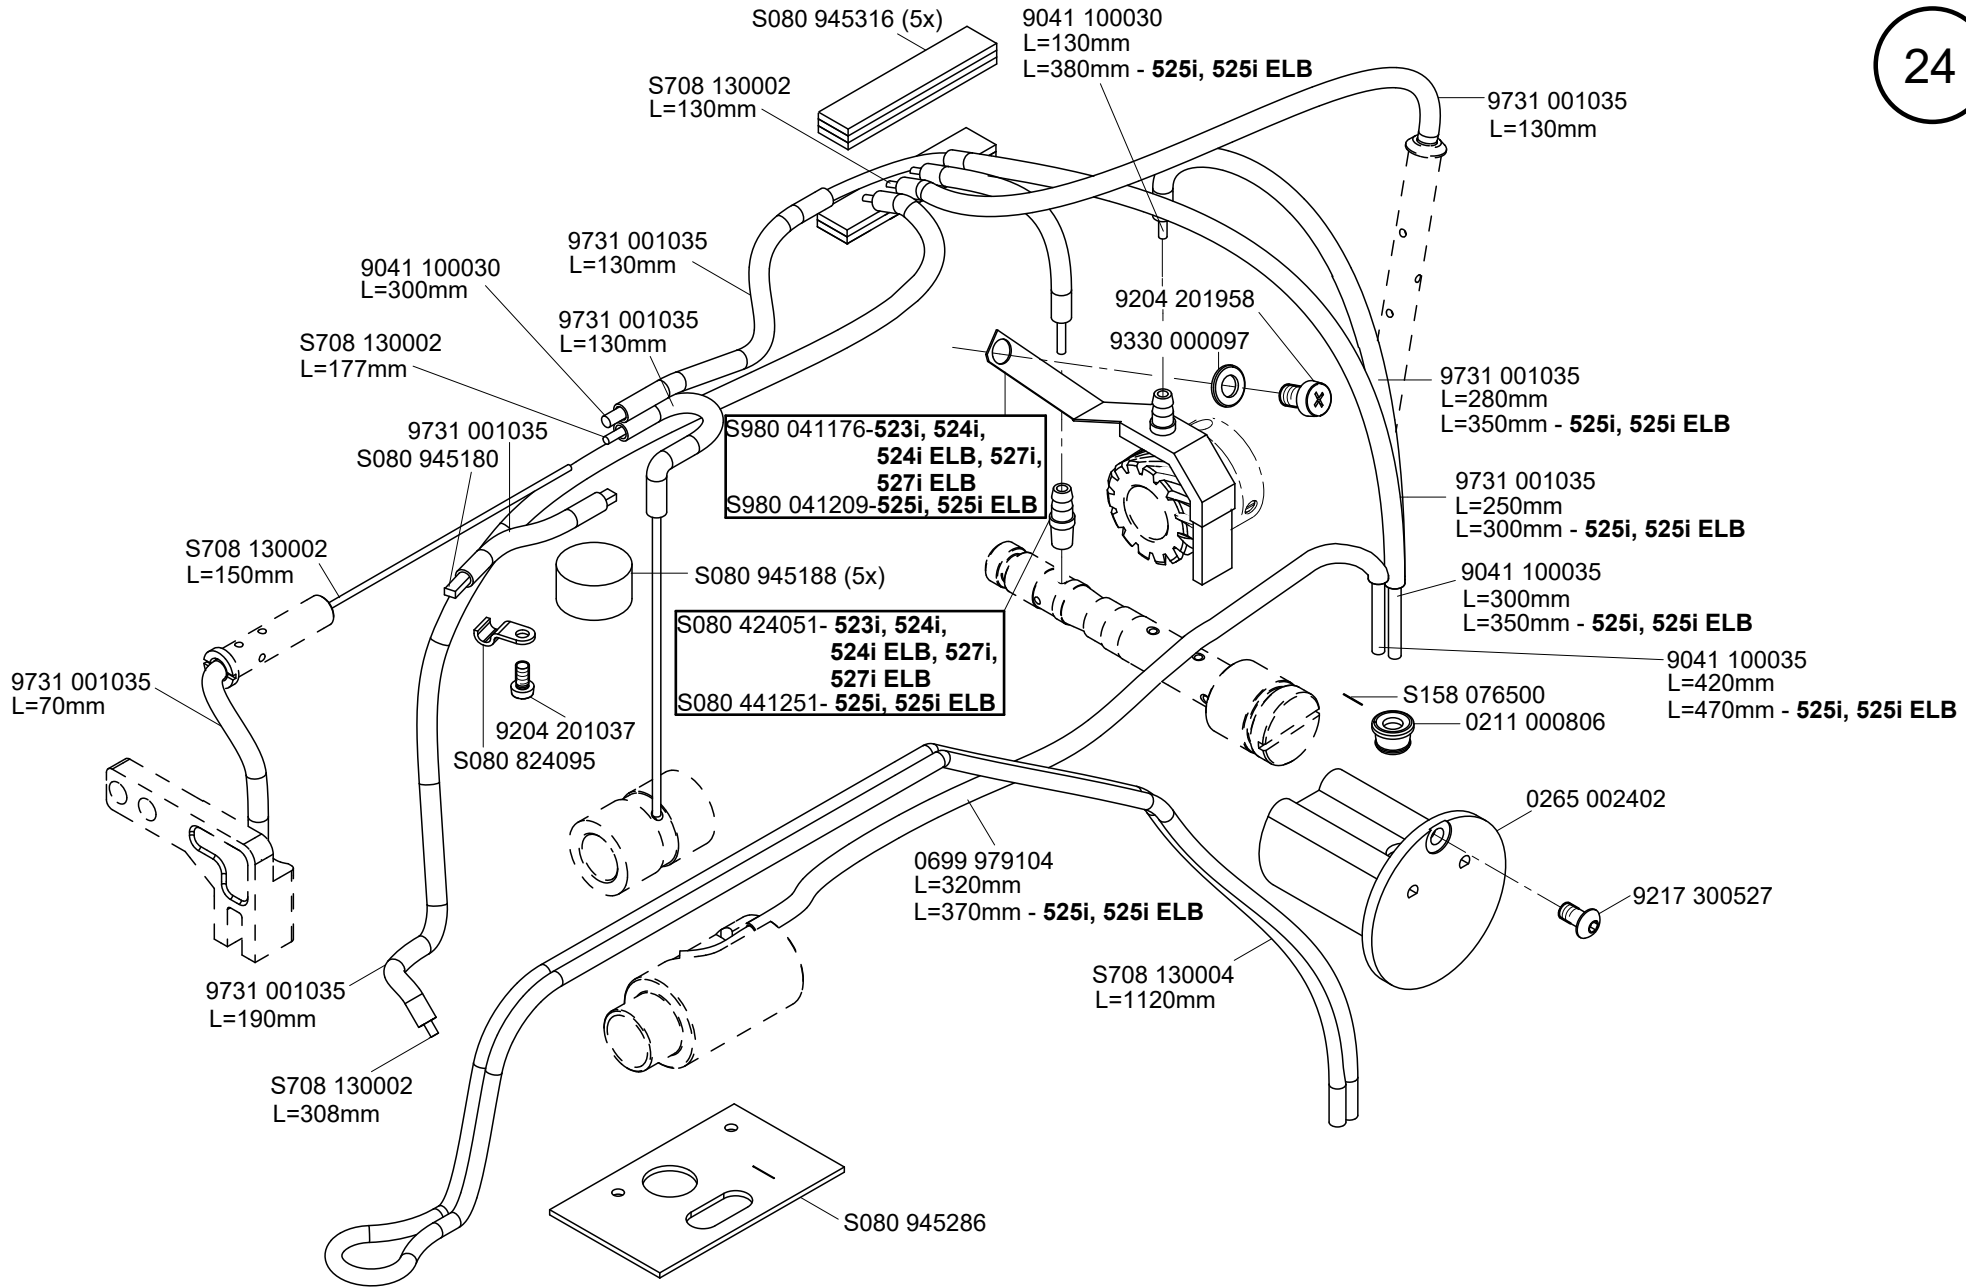 24
S080 945316 (5x)
9041 100030
L=130mm
L=380mm - 525i, 525i ELB
S708 130002
L=130mm
9731 001035
L=130mm
9731 001035
L=130mm
9041 100030
L=300mm
9731 001035
L=130mm
S708 130002
L=177mm
9204 201958
9330 000097
9731 001035
L=280mm
L=350mm - 525i, 525i ELB
9731 001035
S080 945180
S980 041176-523i, 524i,
524i ELB, 527i,
527i ELB
S980 041209-525i, 525i ELB
9731 001035
L=250mm
L=300mm - 525i, 525i ELB
S708 130002
L=150mm
S080 945188 (5x)
9041 100035
L=300mm
L=350mm - 525i, 525i ELB
S080 424051- 523i, 524i,
524i ELB, 527i,
527i ELB
S080 441251- 525i, 525i ELB
9041 100035
L=420mm
L=470mm - 525i, 525i ELB
9731 001035
L=70mm
S158 076500
0211 000806
9204 201037
S080 824095
0265 002402
0699 979104
L=320mm
L=370mm - 525i, 525i ELB
9217 300527
9731 001035
L=190mm
S708 130004
L=1120mm
S708 130002
L=308mm
S080 945286